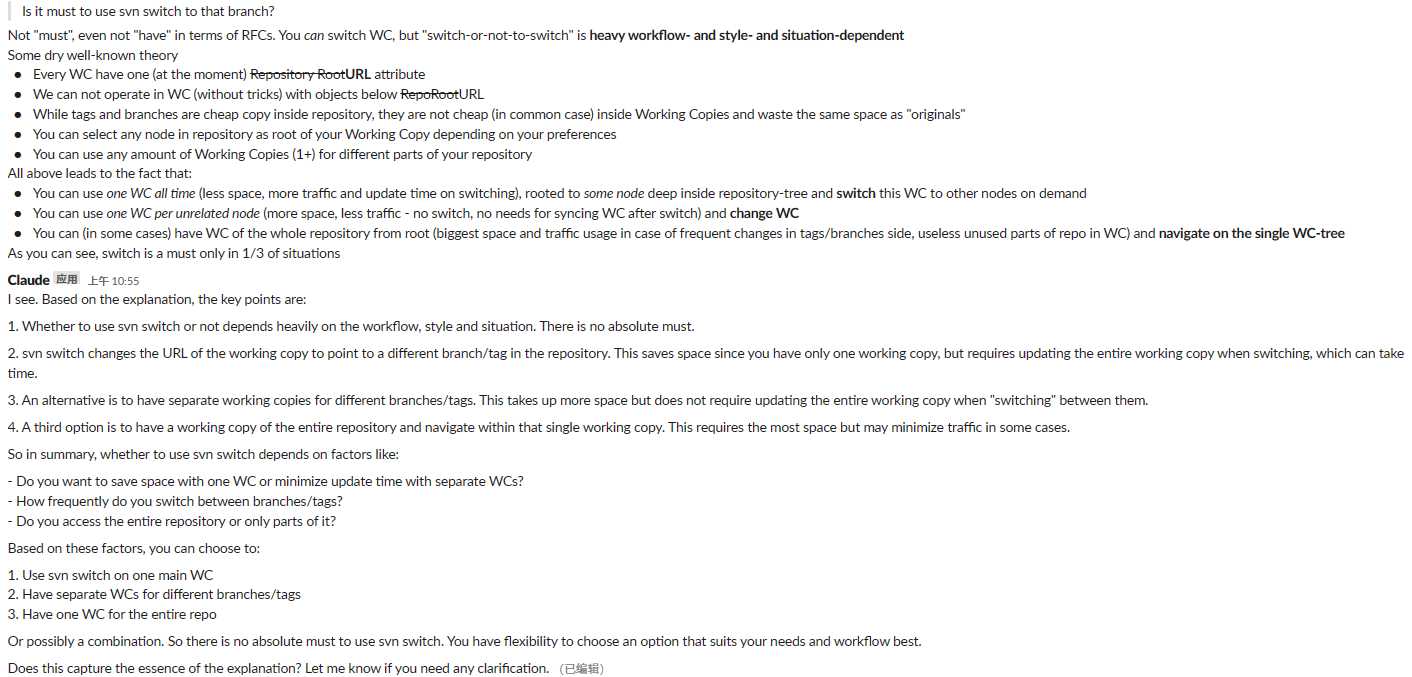 Is it must to use svn switch to that branch?
Not "must", even not "have" in terms of RFCs. You can switch WC, but "switch-or-not-to-switch" is heavy workflow- and style- and situation-dependent
Some dry well-known theory
● Every WC have one (at the moment) Repository RootURL attribute
● We can not operate in WC (without tricks) with objects below RepoRootURL
● While tags and branches are cheap copy inside repository, they are not cheap (in common case) inside Working Copies and waste the same space as "originals"
● You can select any node in repository as root of your Working Copy depending on your preferences
● You can use any amount of Working Copies (1+) for different parts of your repository
All above leads to the fact that:
● You can use one WC all time (less space, more traffic and update time on switching), rooted to some node deep inside repository-tree and switch this WC to other nodes on demand
● You can use one WC per unrelated node (more space, less traffic - no switch, no needs for syncing WC after switch) and change WC
● You can (in some cases) have WC of the whole repository from root (biggest space and traffic usage in case of frequent changes in tags/branches side, useless unused parts of repo in WC) and navigate on the single WC-tree
As you can see, switch is a must only in 1/3 of situations
Claude 应用 上午 10:55
I see. Based on the explanation, the key points are:
1. Whether to use svn switch or not depends heavily on the workflow, style and situation. There is no absolute must.
2. svn switch changes the URL of the working copy to point to a different branch/tag in the repository. This saves space since you have only one working copy, but requires updating the entire working copy when switching, which can take
time.
3. An alternative is to have separate working copies for different branches/tags. This takes up more space but does not require updating the entire working copy when "switching" between them.
4. A third option is to have a working copy of the entire repository and navigate within that single working copy. This requires the most space but may minimize traffic in some cases.
So in summary, whether to use svn switch depends on factors like:
- Do you want to save space with one WC or minimize update time with separate WCs?
- How frequently do you switch between branches/tags?
- Do you access the entire repository or only parts of it?
Based on these factors, you can choose to:
1. Use svn switch on one main WC
2. Have separate WCs for different branches/tags
3. Have one WC for the entire repo
Or possibly a combination. So there is no absolute must to use svn switch. You have flexibility to choose an option that suits your needs and workflow best.
Does this capture the essence of the explanation? Let me know if you need any clarification. （已编辑）